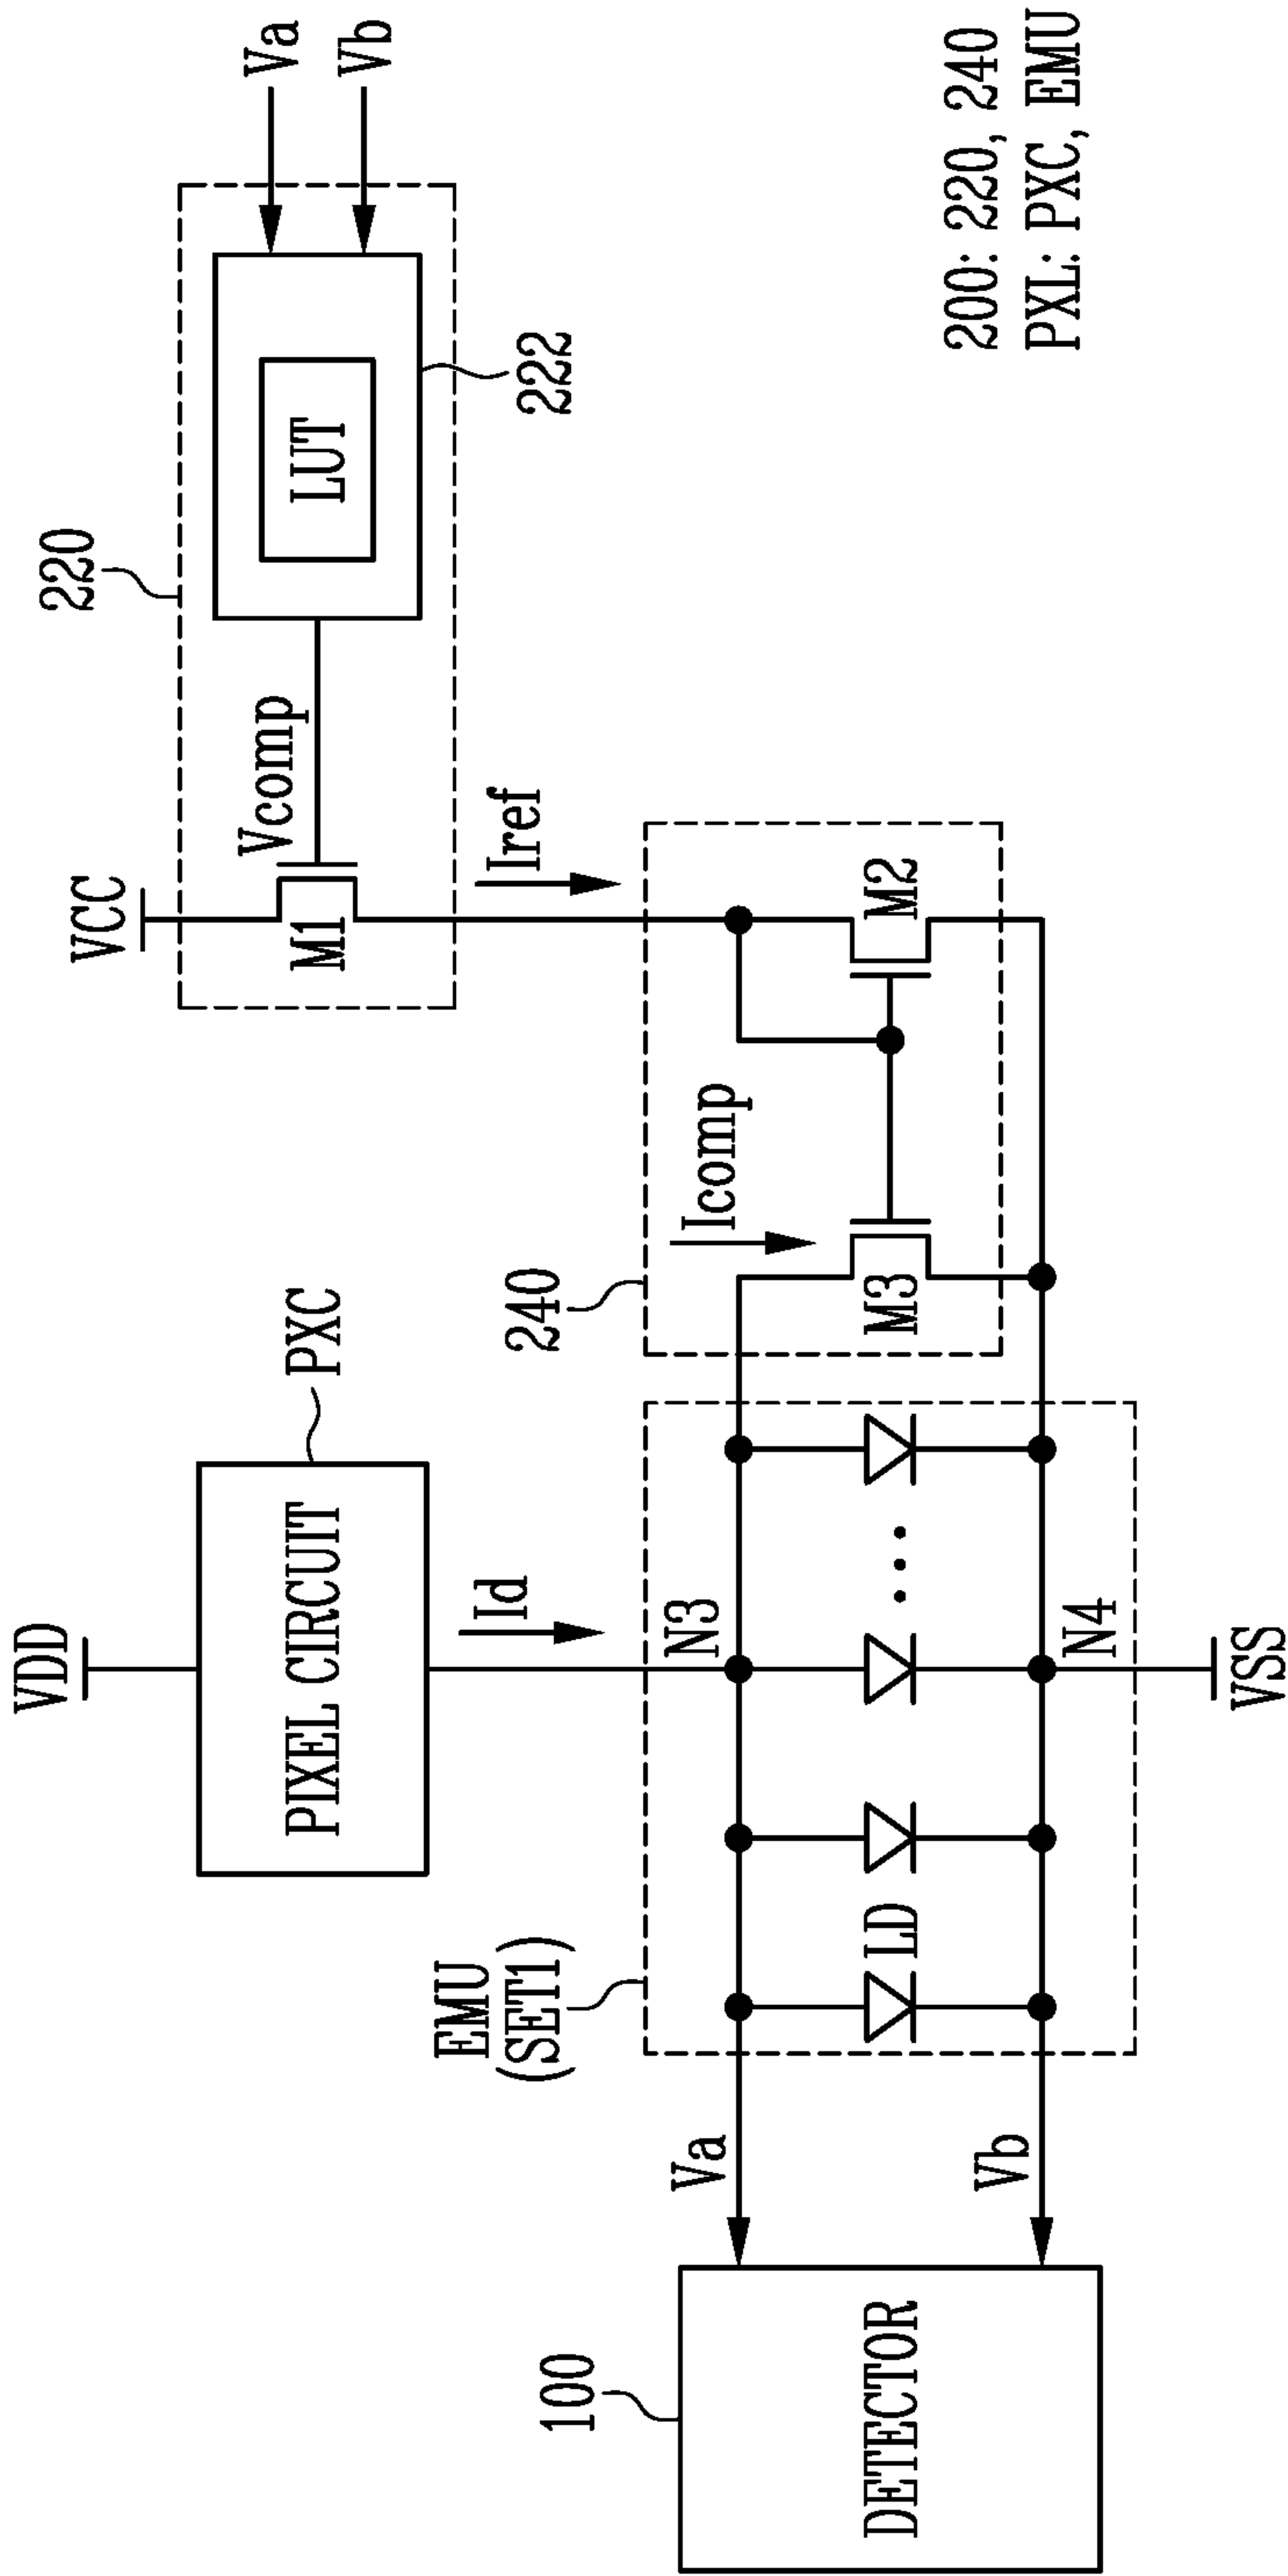 VDD
PIXEL CIRCUIT
PXC
Id
VCC
M1
Vcomp
220
LUT
222
Va
Vb
Iref
EMU
(SET1)
N3
LD
N4
VSS
240
Icomp
M3
M2
100
DETECTOR
Va
Vb
200: 220, 240
PXL: PXC, EMU